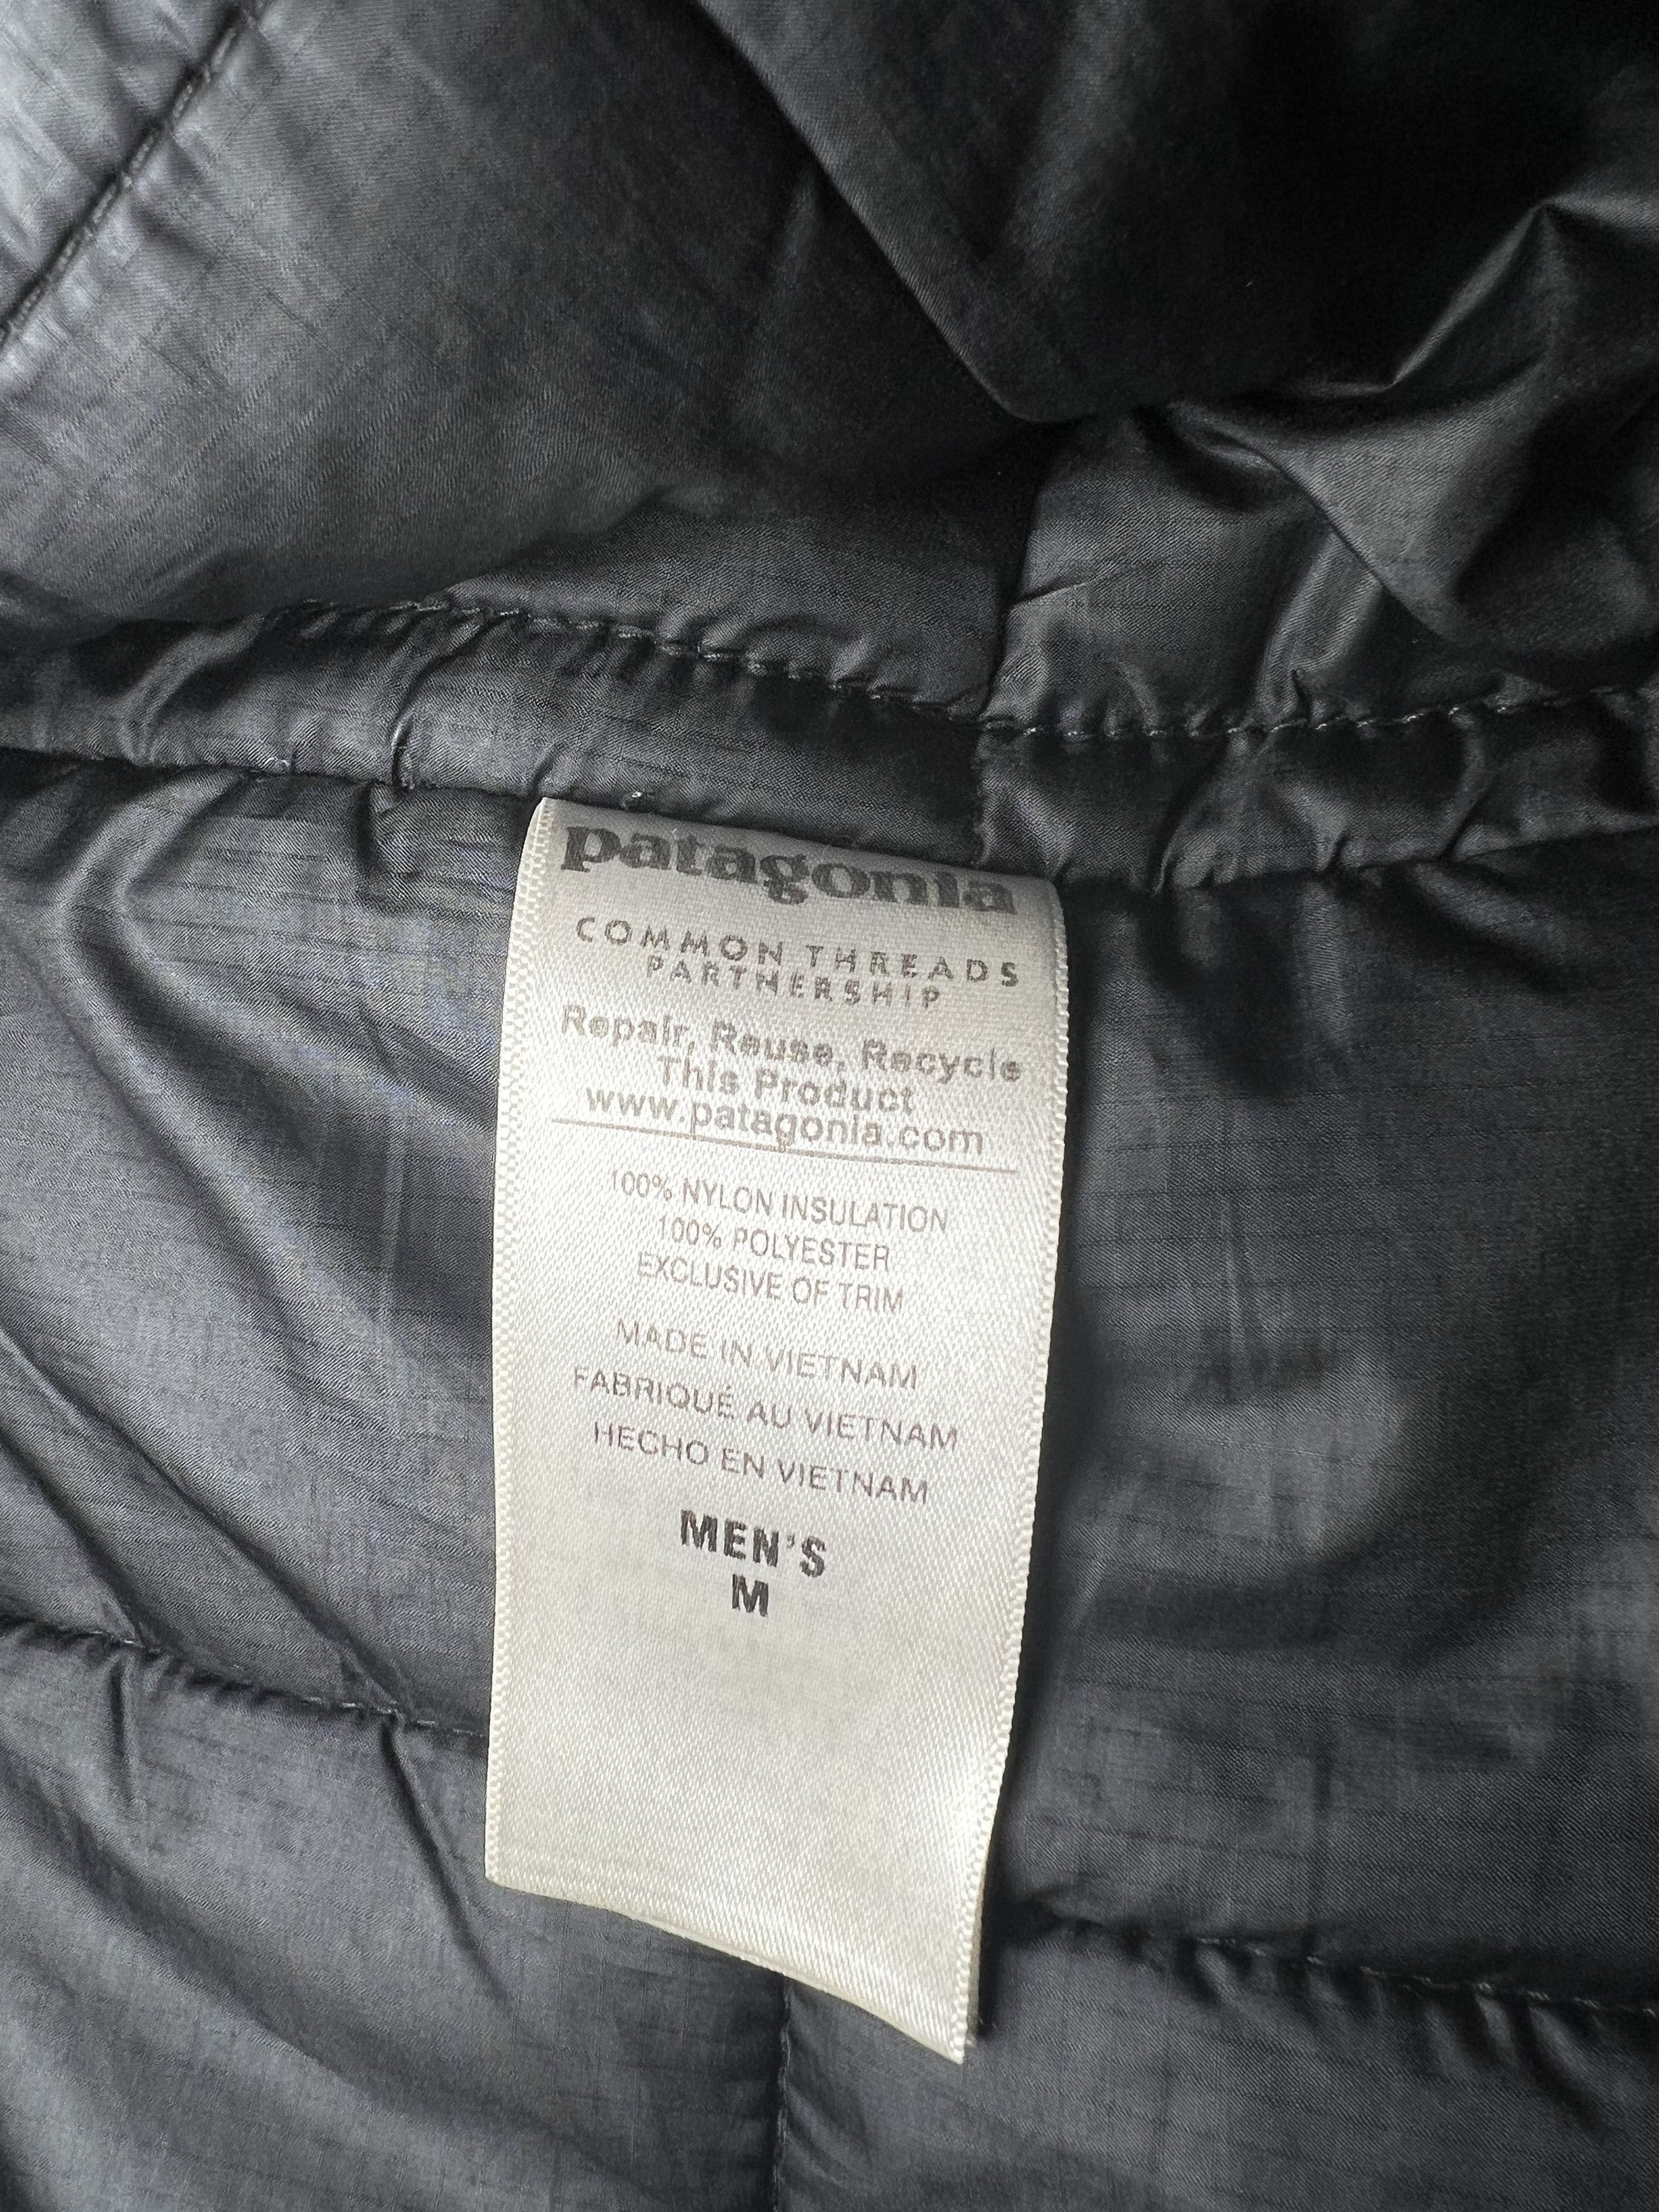 patagonia
COMMON THREADS
PARTNERSHIP
Repair, Reuse, Recycle
This Product
www.patagonia.com
100% NYLON INSULATION
100% POLYESTER
EXCLUSIVE OF TRIM
MADE IN VIETNAM
FABRIQUÉ AU VIETNAM
HECHO EN VIETNAM
MEN'S
M